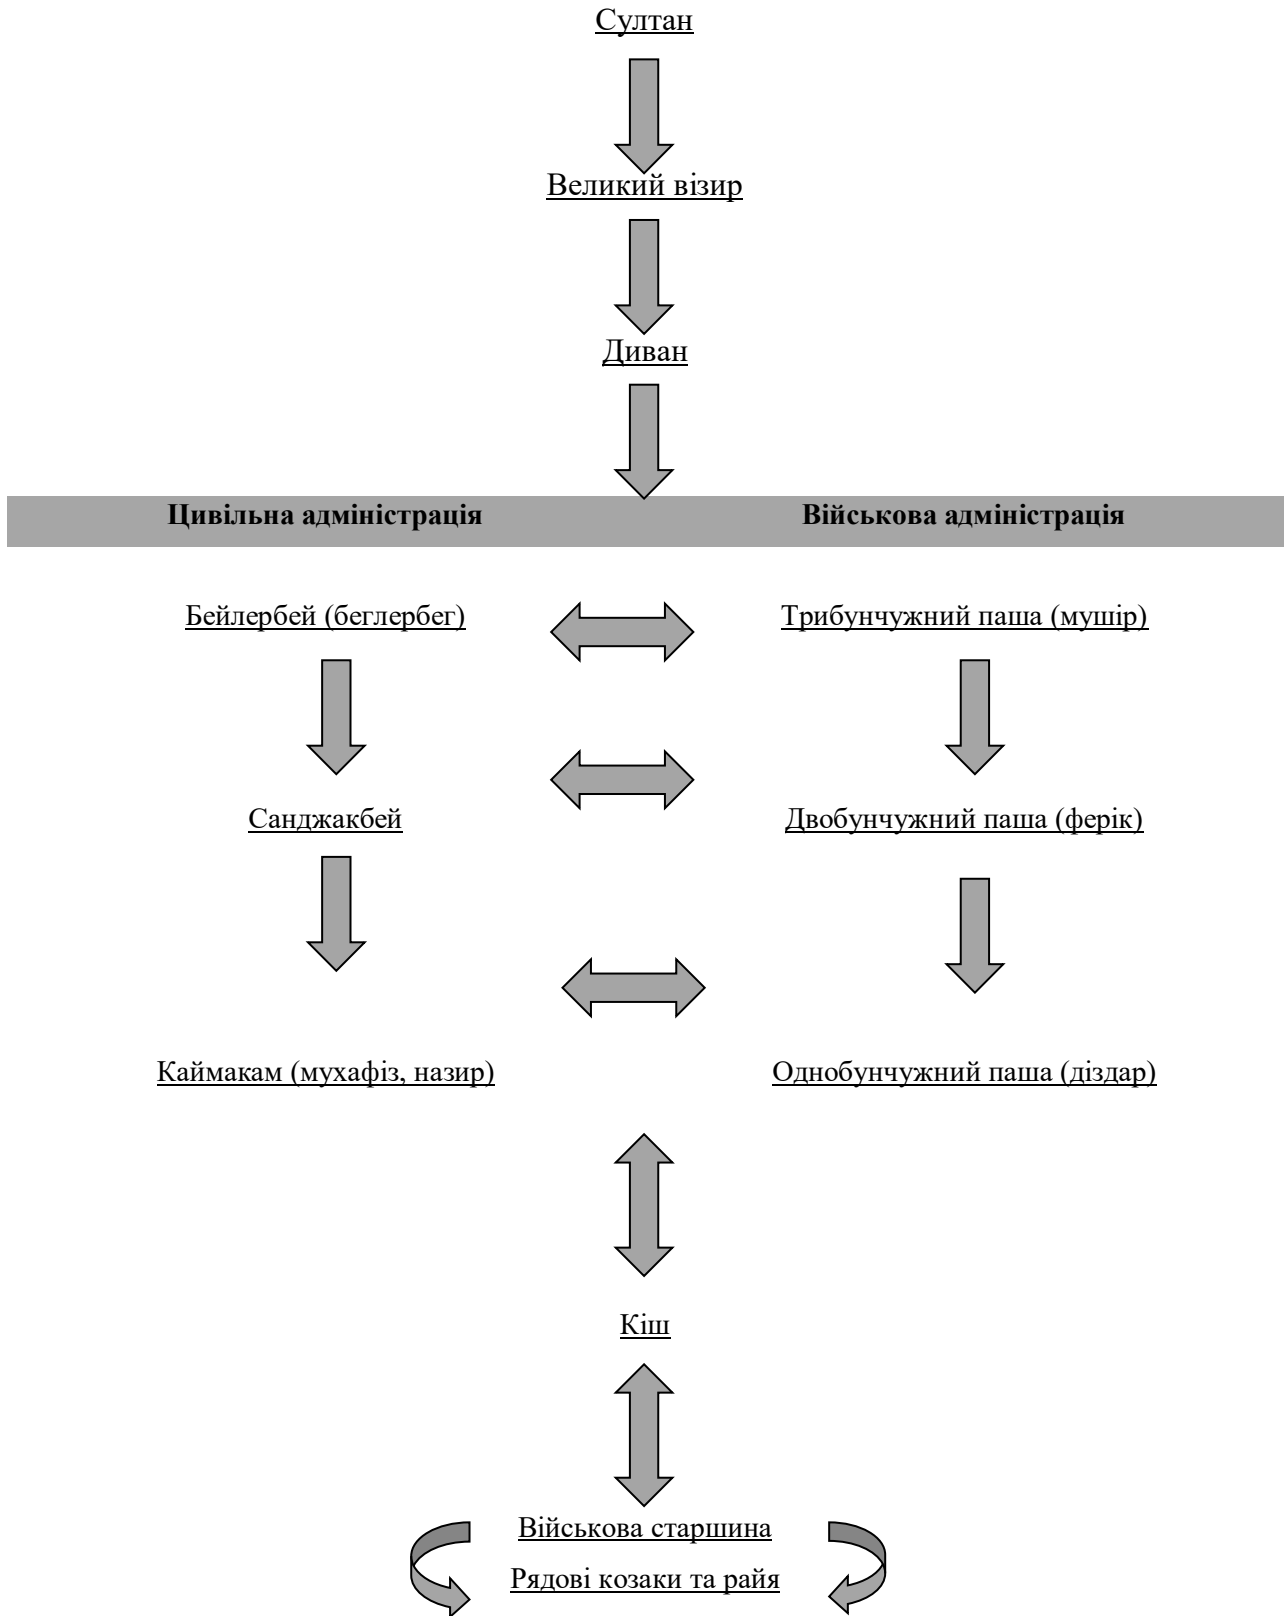 Султан
Великий візир
Диван
Цивільна адміністрація
Військова адміністрація
Бейлербей (беглербег)
Трибунчужний паша (мушір)
Санджакбей
Двобунчужний паша (ферік)
Каймакам (мухафіз, назир)
Однобунчужний паша (діздар)
Кіш
Військова старшина
Рядові козаки та райя